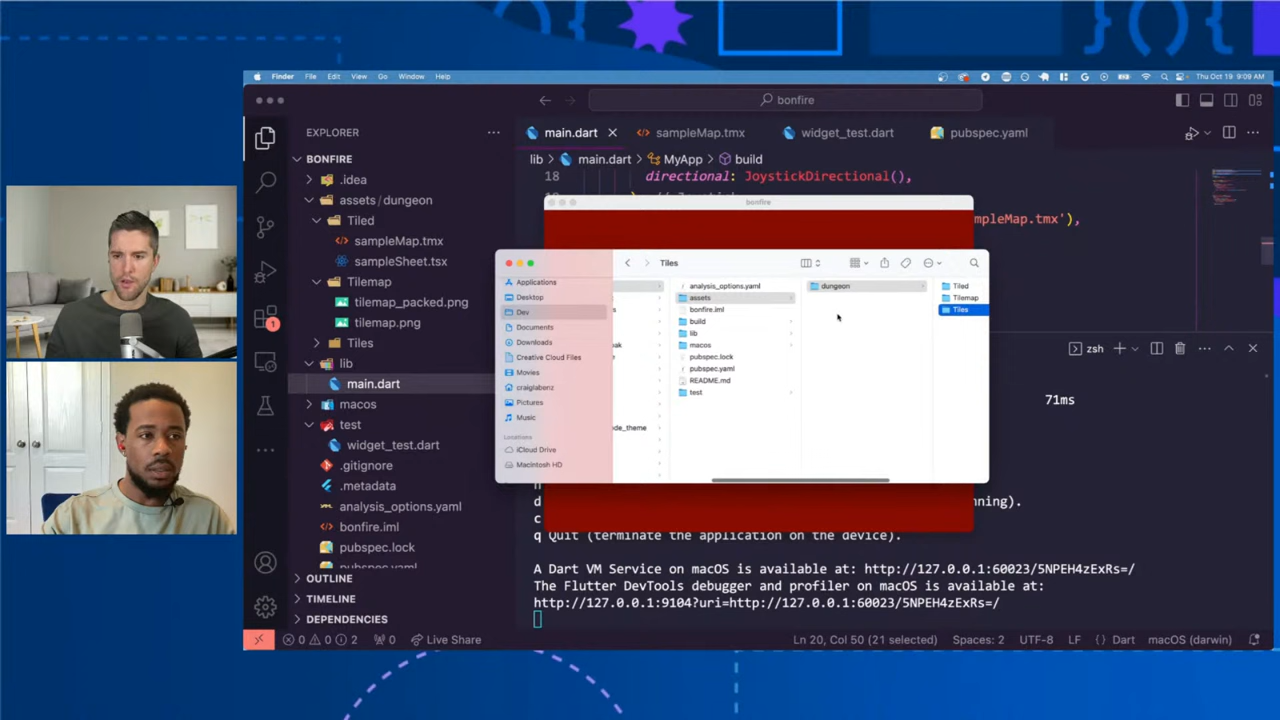 Finder File Edit View Go Window Help
Thu Oct 19 9:09 AM
bonfire
EXPLORER
main.dart
sampleMap.tmx
widget_test.dart
pubspec.yaml
BONFIRE
.idea
assets / dungeon
Tiled
sampleMap.tmx
sampleSheet.tsx
Tilemap
tilemap_packed.png
tilemap.png
Tiles
lib
main.dart
macos
test
widget_test.dart
.gitignore
.metadata
analysis_options.yaml
bonfire.iml
pubspec.lock
pubspec.yaml
OUTLINE
TIMELINE
DEPENDENCIES
1
lib > main.dart > MyApp > build
18 directional: JoystickDirectional(),
mpleMap.tmx'),
bonfire
Tiles
Applications
Desktop
Dev
Documents
Downloads
Creative Cloud Files
Movies
craiglabenz
Pictures
Music
Locations
iCloud Drive
Macintosh HD
ode_theme
analysis_options.yaml
assets
bonfire.iml
build
lib
macos
pubspec.lock
pubspec.yaml
README.md
test
dungeon
Tiled
Tilemap
Tiles
zsh
71ms
d nning).
c
q Quit (terminate the application on the device).
A Dart VM Service on macOS is available at: http://127.0.0.1:60023/5NPEH4zExRs=/
The Flutter DevTools debugger and profiler on macOS is available at:
http://127.0.0.1:9104?uri=http://127.0.0.1:60023/5NPEH4zExRs=/
0 0 2 0 Live Share
Ln 20, Col 50 (21 selected) Spaces: 2 UTF-8 LF {} Dart macOS (darwin)